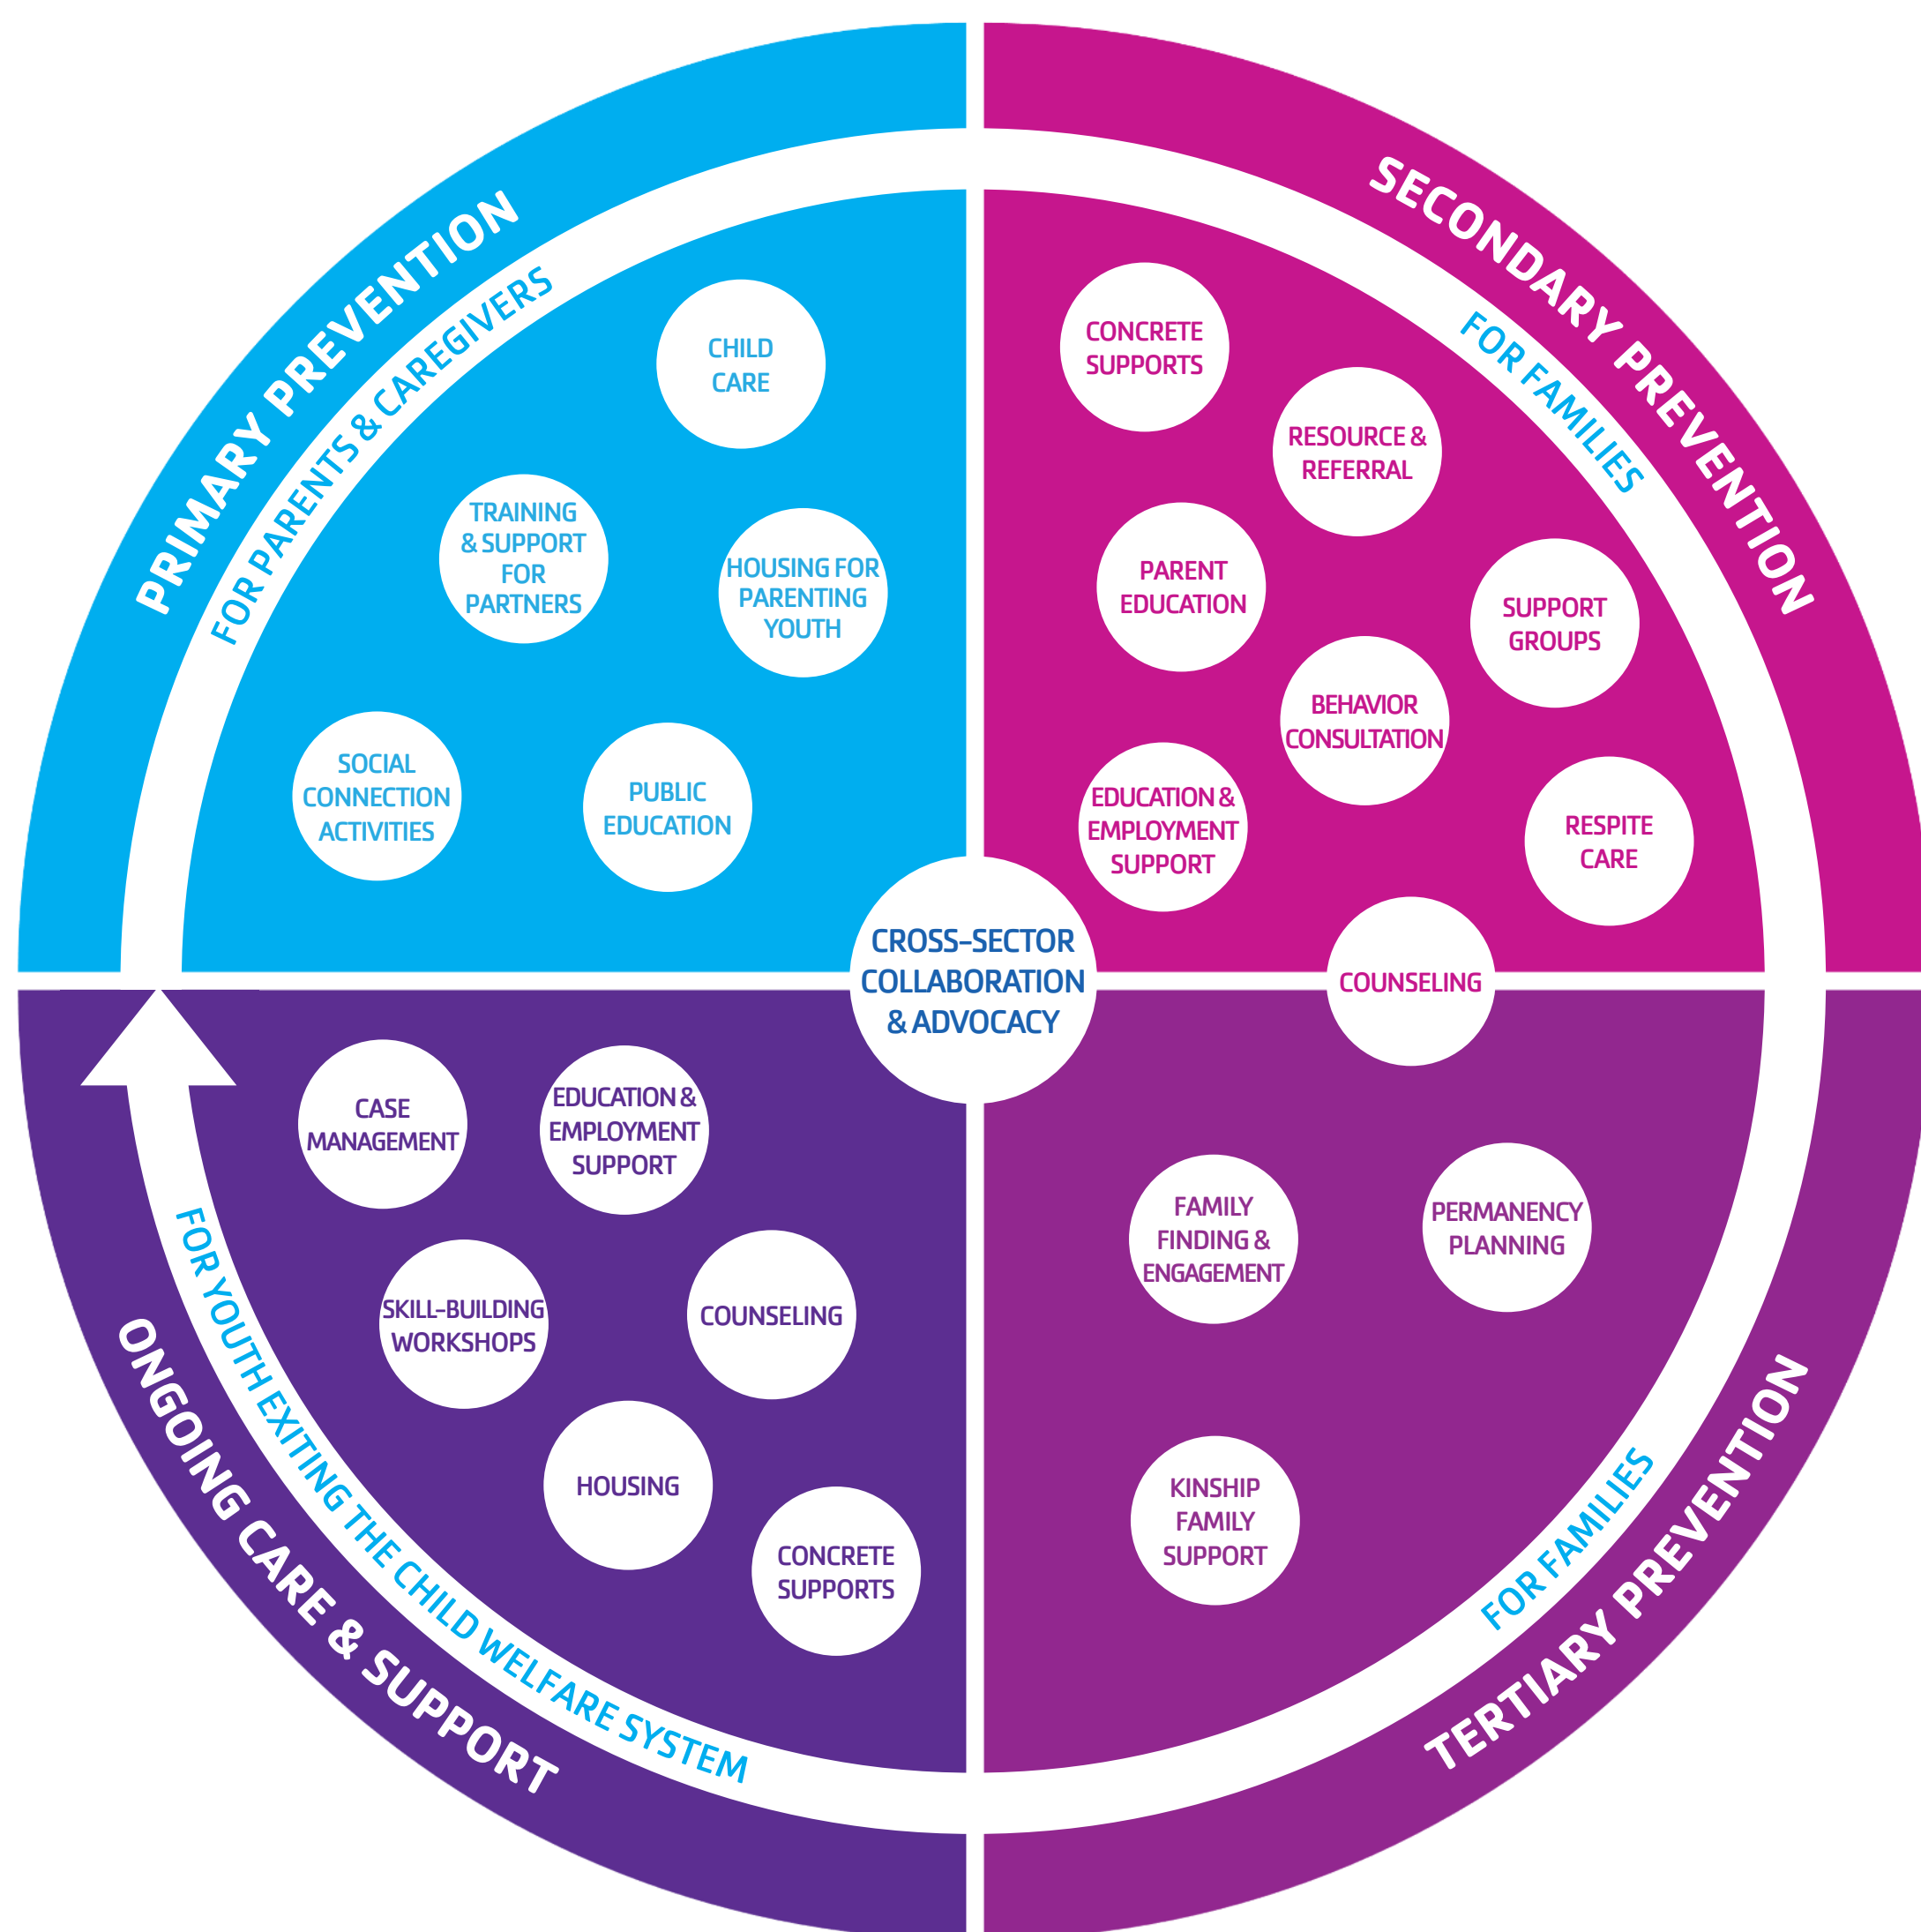 PRIMARY PREVENTION
FOR PARENTS & CAREGIVERS
CHILD
CARE
TRAINING
& SUPPORT
FOR
PARTNERS
HOUSING FOR
PARENTING
YOUTH
SOCIAL
CONNECTION
ACTIVITIES
PUBLIC
EDUCATION
SECONDARY PREVENTION
FOR FAMILIES
CONCRETE
SUPPORTS
RESOURCE &
REFERRAL
PARENT
EDUCATION
SUPPORT
GROUPS
BEHAVIOR
CONSULTATION
EDUCATION &
EMPLOYMENT
SUPPORT
RESPITE
CARE
CROSS-SECTOR
COLLABORATION
& ADVOCACY
COUNSELING
FAMILY
FINDING &
ENGAGEMENT
PERMANENCY
PLANNING
KINSHIP
FAMILY
SUPPORT
FOR FAMILIES
TERTIARY PREVENTION
CASE
MANAGEMENT
EDUCATION &
EMPLOYMENT
SUPPORT
SKILL-BUILDING
WORKSHOPS
COUNSELING
HOUSING
CONCRETE
SUPPORTS
FOR YOUTH EXITING THE CHILD WELFARE SYSTEM
ONGOING CARE & SUPPORT